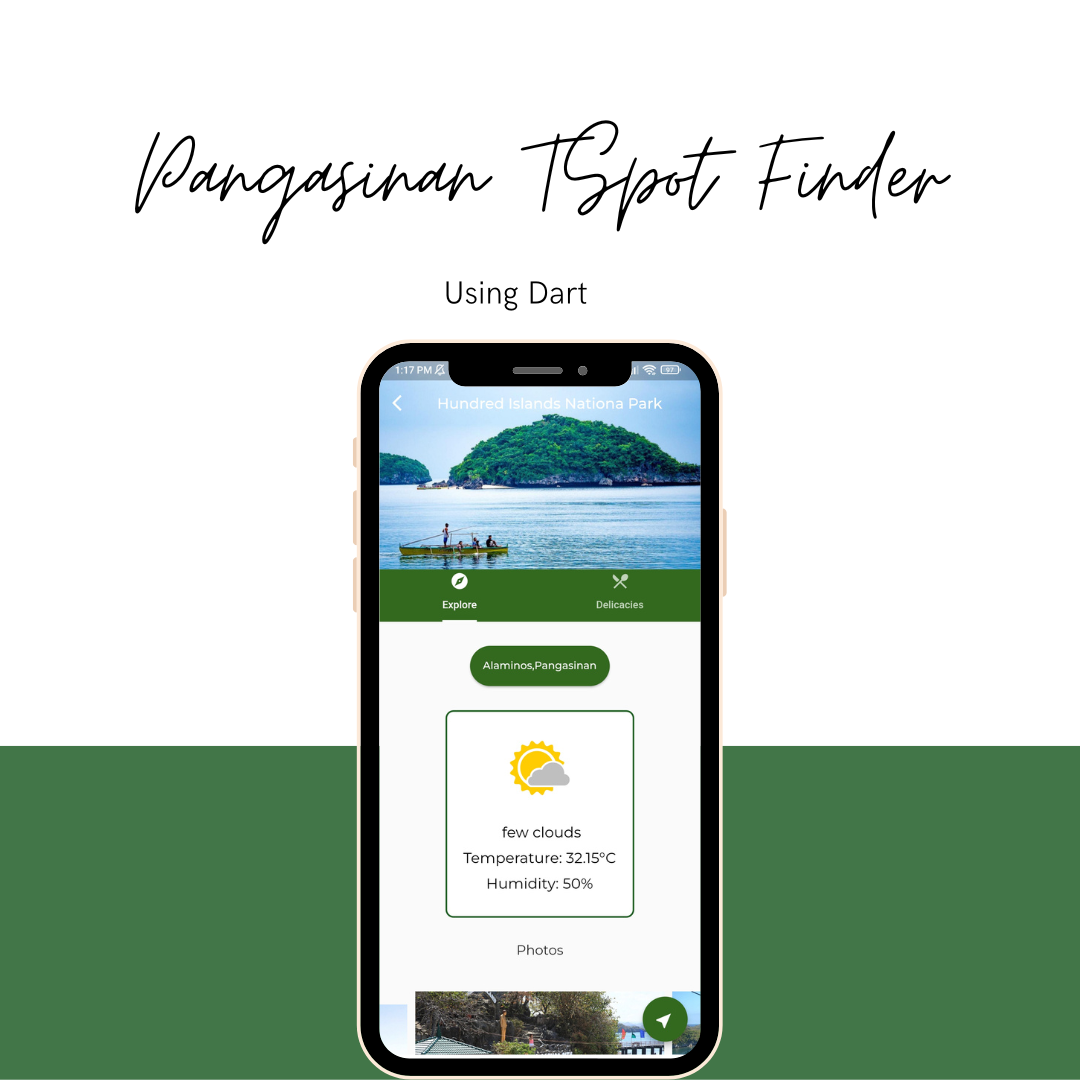 Pangasinan TSpot Finder
Using Dart
1:17 PM 97
Hundred Islands Nationa Park
Explore Delicacies
Alaminos,Pangasinan
few clouds
Temperature: 32.15°C
Humidity: 50%
Photos